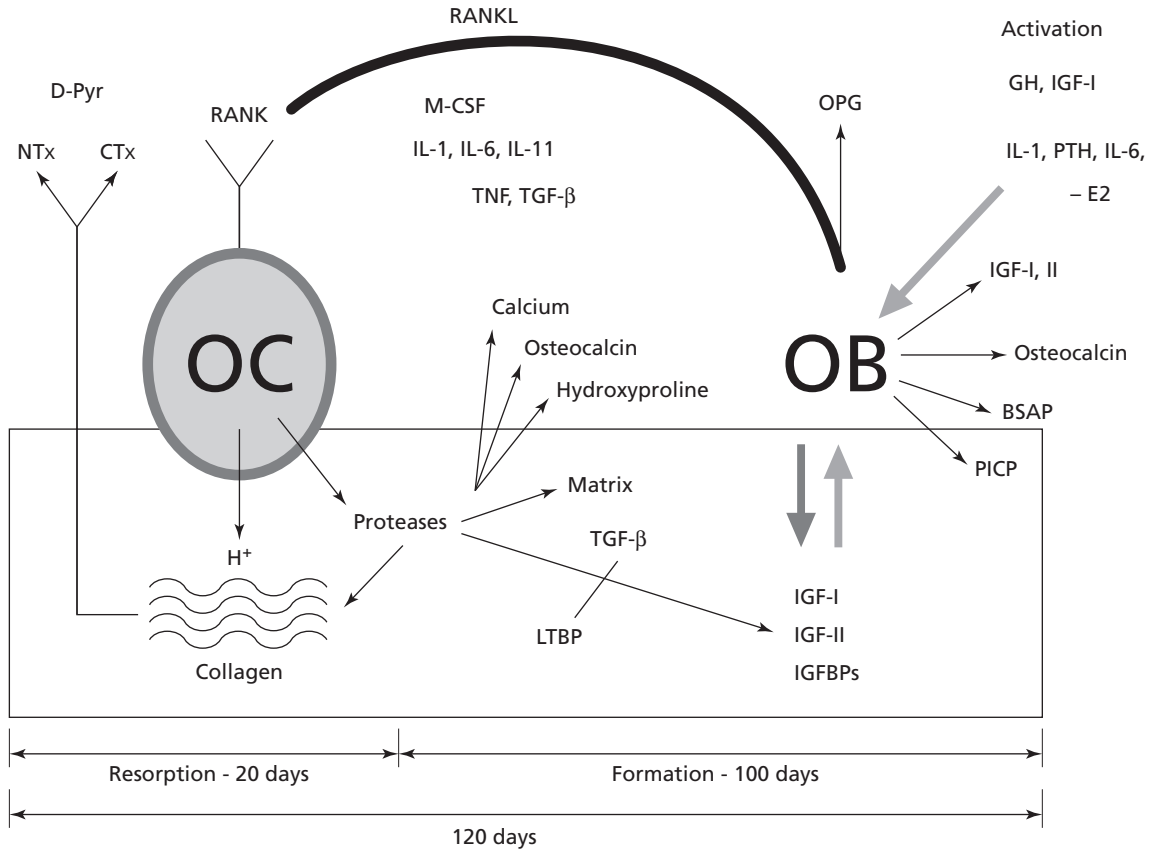 RANKL
Activation
D-Pyr
GH, IGF-I
RANK
M-CSF
OPG
NTx
CTx
IL-1, IL-6, IL-11
IL-1, PTH, IL-6,
TNF, TGF-β
– E2
IGF-I, II
Calcium
OC
Osteocalcin
OB
Osteocalcin
Hydroxyproline
BSAP
PICP
Matrix
Proteases
TGF-β
H+
IGF-I
LTBP
IGF-II
Collagen
IGFBPs
Resorption - 20 days
Formation - 100 days
120 days